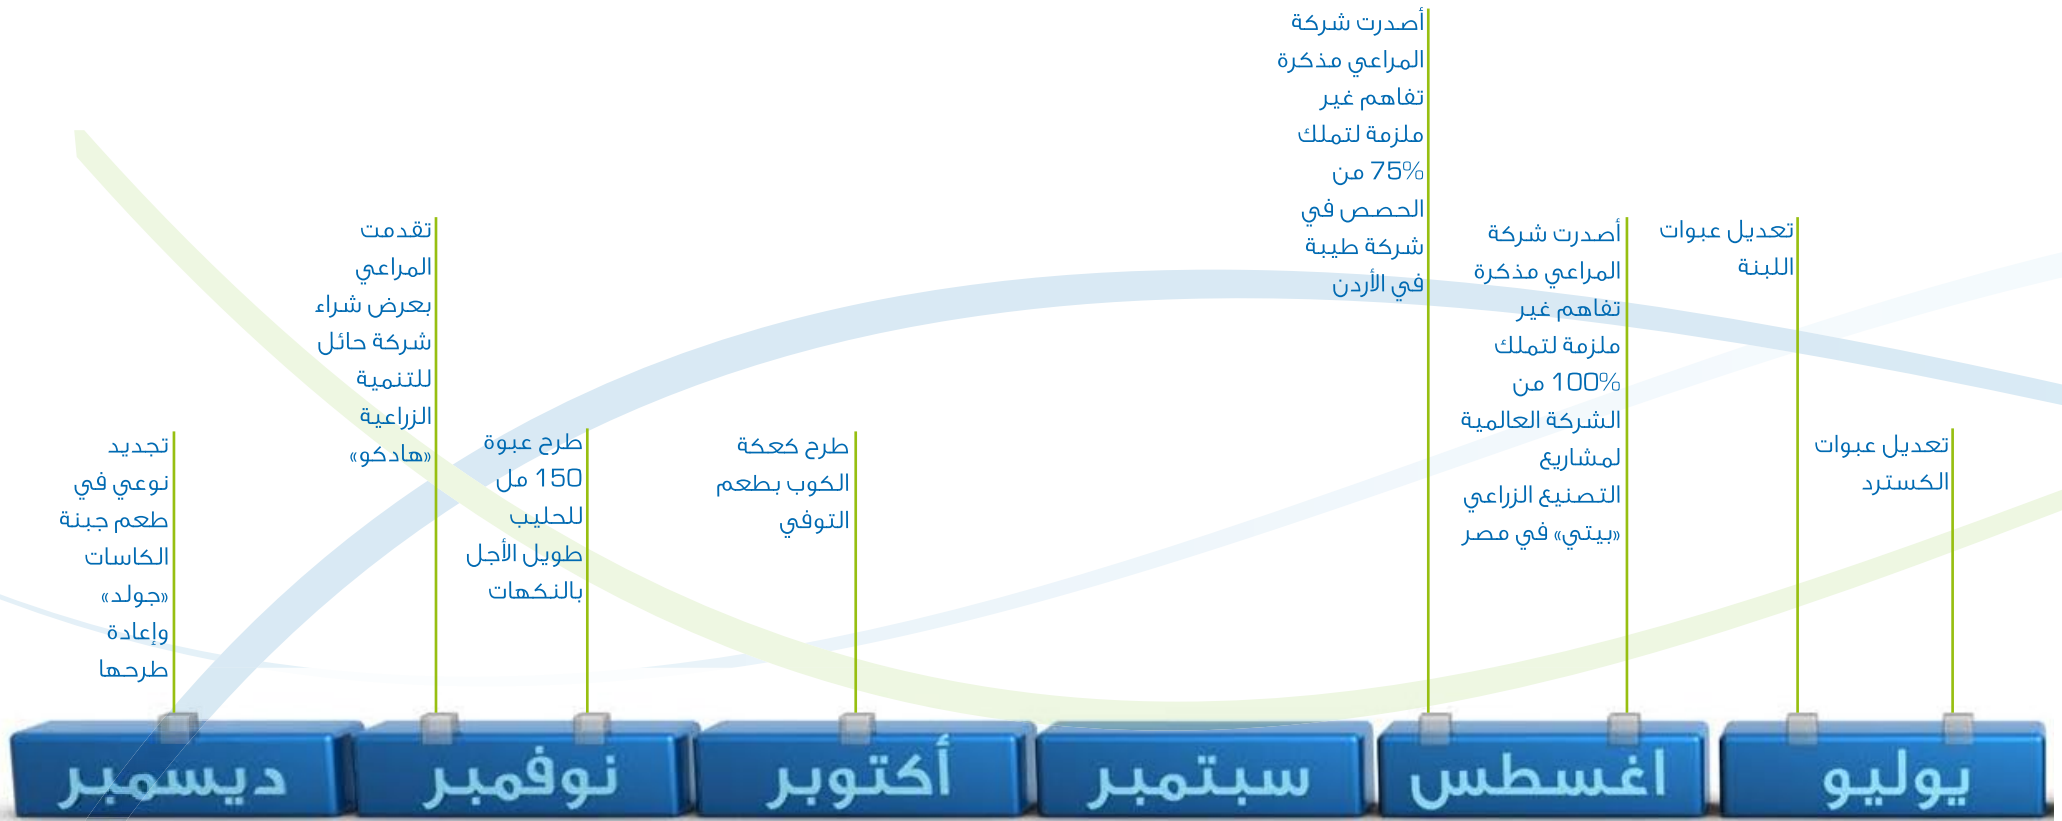 تعديل عبوات
الكسترد
تعديل عبوات
اللبنة
أصدرت شركة
المراعي مذكرة
تفاهم غير
ملزمة لتملك
100% من
الشركة العالمية
لمشاريع
التصنيع الزراعي
«بيتي» في مصر
أصدرت شركة
المراعي مذكرة
تفاهم غير
ملزمة لتملك
75% من
الحصص في
شركة طيبة
في الأردن
طرح كعكة
الكوب بطعم
التوفي
طرح عبوة
150 مل
للحليب
طويل الأجل
بالنكهات
تقدمت
المراعي
بعرض شراء
شركة حائل
للتنمية
الزراعية
«هادكو»
تجديد
نوعي في
طعم جبنة
الكاسات
«جولد»
وإعادة
طرحها
يوليو
اغسطس
سبتمبر
أكتوبر
نوفمبر
ديسمبر